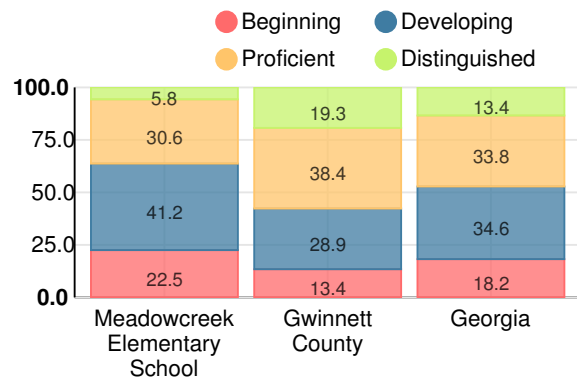 Beginning
Developing
Proficient
Distinguished
100.0
75.0
50.0
25.0
0.0
5.8
30.6
41.2
22.5
19.3
38.4
28.9
13.4
13.4
33.8
34.6
18.2
Meadowcreek
Elementary
School
Gwinnett
County
Georgia